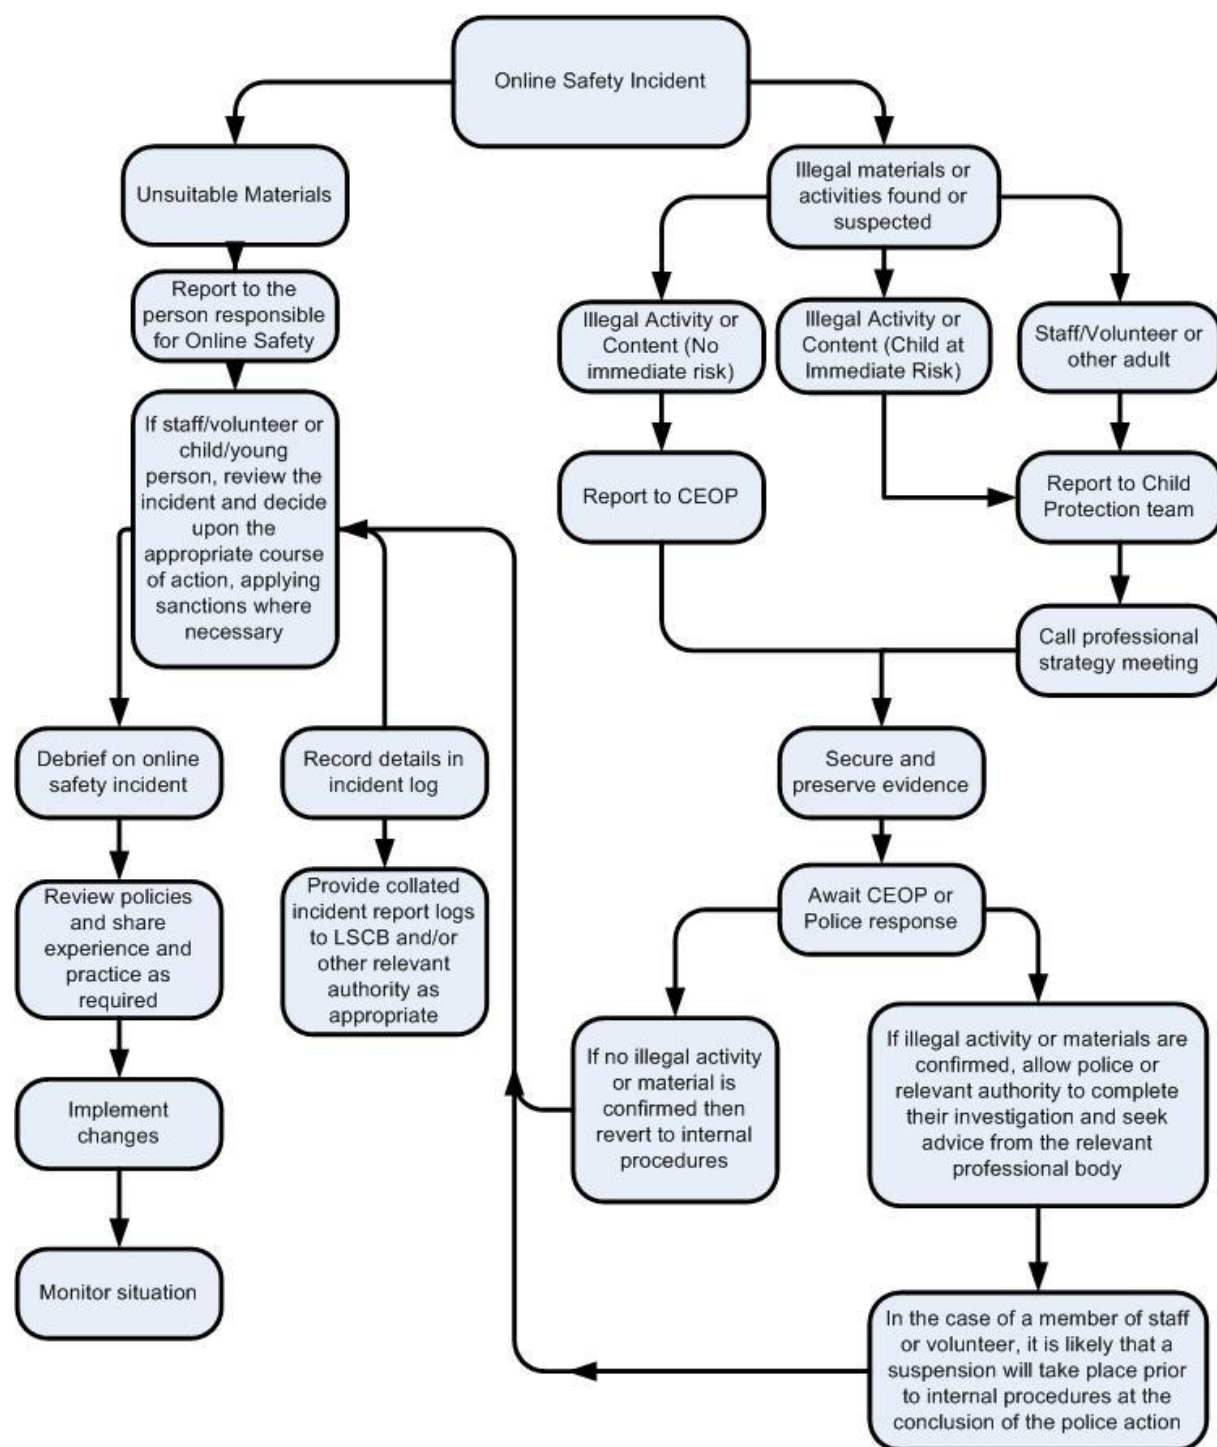 Online Safety Incident
Unsuitable Materials
Report to the
person responsible
for Online Safety
If staff/volunteer or
child/young
person, review the
incident and decide
upon the
appropriate course
of action, applying
sanctions where
necessary
Debrief on online
safety incident
Review policies
and share
experience and
practice as
required
Implement
changes
Monitor situation
Record details in
incident log
Provide collated
incident report logs
to LSCB and/or
other relevant
authority as
appropriate
Illegal materials or
activities found or
suspected
Illegal Activity or
Content (No
immediate risk)
Illegal Activity or
Content (Child at
Immediate Risk)
Staff/Volunteer or
other adult
Report to CEOP
Report to Child
Protection team
Call professional
strategy meeting
Secure and
preserve evidence
Await CEOP or
Police response
If no illegal activity
or material is
confirmed then
revert to internal
procedures
If illegal activity or materials are
confirmed, allow police or
relevant authority to complete
their investigation and seek
advice from the relevant
professional body
In the case of a member of staff
or volunteer, it is likely that a
suspension will take place prior
to internal procedures at the
conclusion of the police action